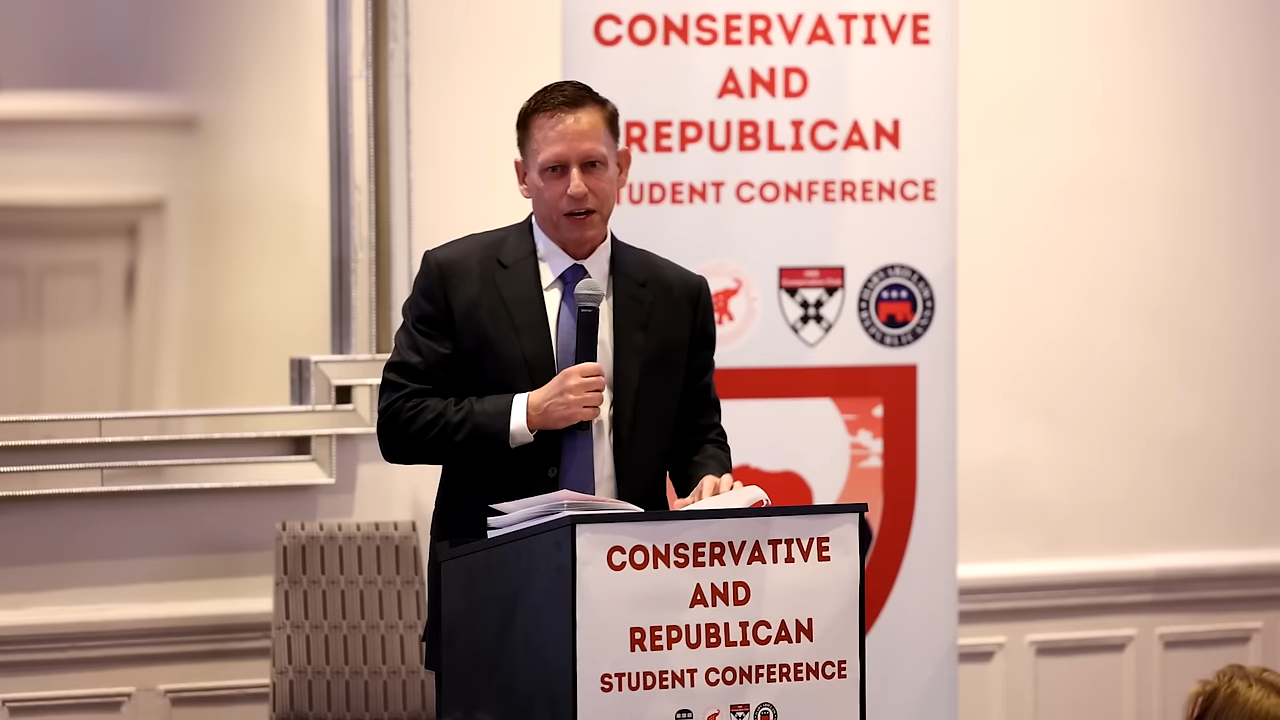 CONSERVATIVE
AND
REPUBLICAN
STUDENT CONFERENCE
CONSERVATIVE
AND
REPUBLICAN
STUDENT CONFERENCE